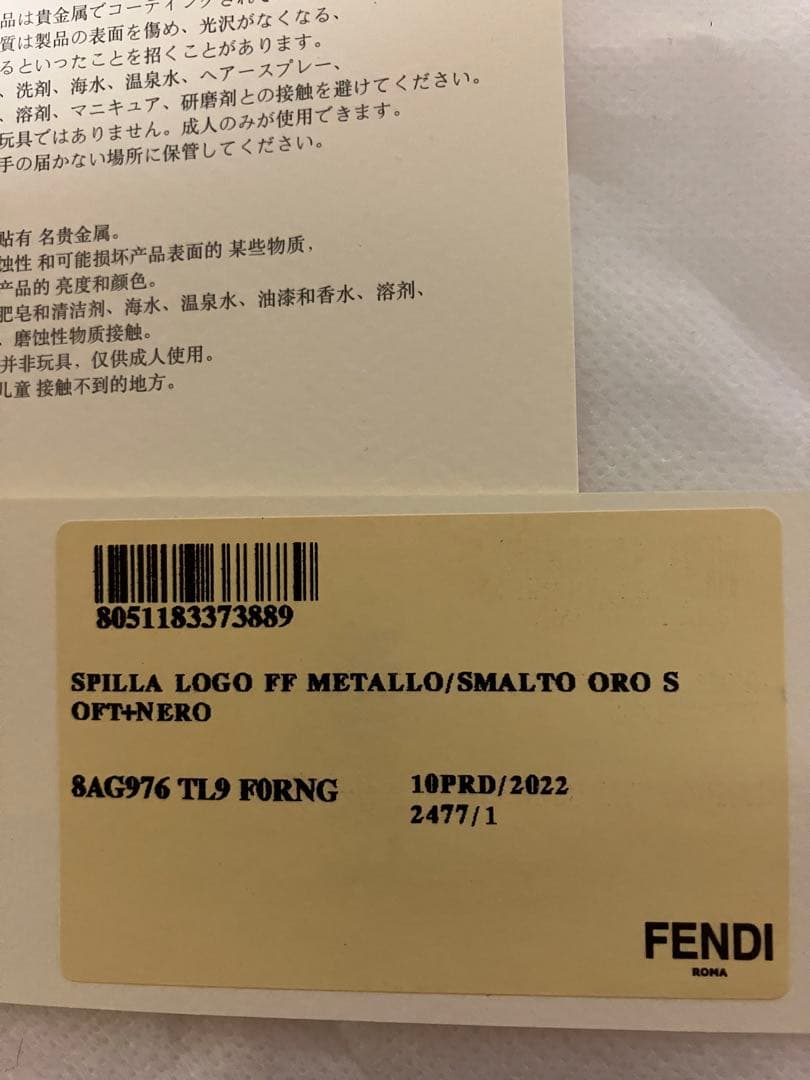 品は貴金属でコーティングされて
質は製品の表面を傷め、光沢がなくなる、
るといったことを招くことがあります。
、洗剤、海水、温泉水、ヘアースプレー、
、溶剤、マニキュア、研磨剤との接触を避けてください。
玩具ではありません。成人のみが使用できます。
手の届かない場所に保管してください。
贴有 名贵金属。
蚀性 和可能损坏产品表面的 某些物质，
产品的 亮度和颜色。
肥皂和清洁剂、海水、温泉水、油漆和香水、溶剂、
、磨蚀性物质接触。
并非玩具，仅供成人使用。
儿童 接触不到的地方。
8051183373889
SPILLA LOGO FF METALLO/SMALTO ORO S
OFT+NERO
8AG976 TL9 F0RNG
10PRD/2022
2477/1
FENDI
ROMA